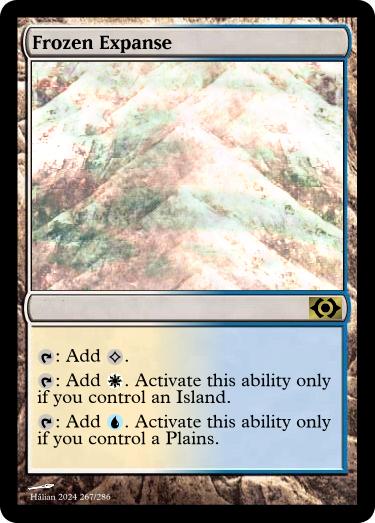 Frozen Expanse
: Add .
: Add . Activate this ability only
if you control an Island.
: Add . Activate this ability only
if you control a Plains.
Hálian 2024 267/286